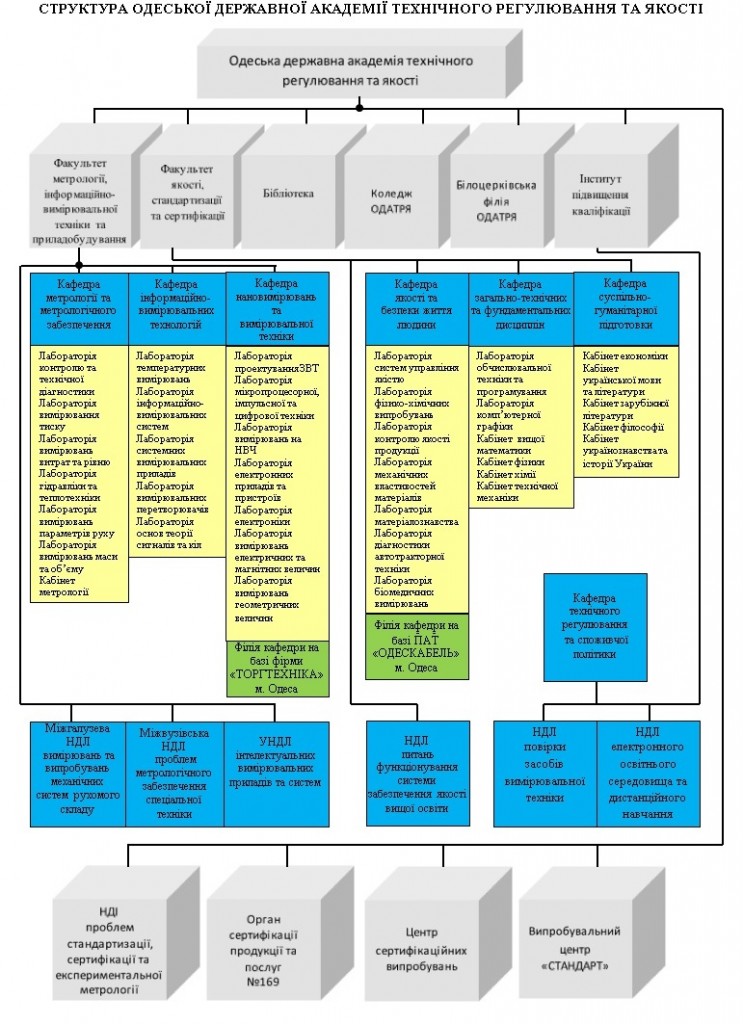 СТРУКТУРА ОДЕСЬКОЇ ДЕРЖАВНОЇ АКАДЕМІЇ ТЕХНІЧНОГО РЕГУЛЮВАННЯ ТА ЯКОСТІ
Одеська державна академія технічного
регулювання та якості
Факультет
метрології,
інформаційно-
вимірювальної
техніки та
приладобудування
Факультет
якості,
стандартизації
та сертифікації
Бібліотека
Коледж
ОДАТРЯ
Білоцерківська
філія
ОДАТРЯ
Інститут
підвищення
кваліфікації
Кафедра
метрології та
метрологічного
забезпечення
Лабораторія
контролю та
технічної
діагностики
Лабораторія
вимірювання
тиску
Лабораторія
вимірювань
витрат та рівню
Лабораторія
гідравліки та
теплотехніки
Лабораторія
вимірювань
параметрів руху
Лабораторія
вимірювань маси
та об’єму
Кабінет
метрології
Кафедра
інформаційно-
вимірювальних
технологій
Лабораторія
температурних
вимірювань
Лабораторія
інформаційно-
вимірювальних
систем
Лабораторія
системних
вимірювальних
приладів
Лабораторія
вимірювальних
перетворювачів
Лабораторія
основ теорії
сигналів та кіл
Кафедра
нановимірювань
та
вимірювальної
техніки
Лабораторія
проектування ЗВТ
Лабораторія
мікропроцесорної,
імпульсної та
цифрової техніки
Лабораторія
вимірювань на
НВЧ
Лабораторія
електронних
приладів та
пристроїв
Лабораторія
електроніки
Лабораторія
вимірювань
електричних та
магнітних величин
Лабораторія
вимірювань
геометричних
величин
Філія кафедри на
базі фірми
«ТОРГТЕХНІКА»
м. Одеса
Кафедра
якості та
безпеки життя
людини
Лабораторія
систем управління
якістю
Лабораторія
фізико-хімічних
випробувань
Лабораторія
контролю якості
продукції
Лабораторія
механічних
властивостей
матеріалів
Лабораторія
матеріалознавства
Лабораторія
діагностики
автотракторної
техніки
Лабораторія
біомедичних
вимірювань
Філія кафедри на
базі ПАТ
«ОДЕСКАБЕЛЬ»
м. Одеса
Кафедра
загально-технічних
та фундаментальних
дисциплін
Лабораторія
обчислювальної
техніки та
програмування
Лабораторія
комп’ютерної
графіки
Кабінет вищої
математики
Кабінет фізики
Кабінет хімії
Кабінет технічної
механіки
Кафедра
суспільно-
гуманітарної
підготовки
Кабінет економіки
Кабінет
української мови
та літератури
Кабінет зарубіжної
літератури
Кабінет філософії
Кабінет
українознавства та
історії України
Кафедра
технічного
регулювання
та споживчої
політики
Міжгалузева
НДЛ
вимірювань та
випробувань
механічних
систем рухомого
складу
Міжвузівська
НДЛ
проблем
метрологічного
забезпечення
спеціальної
техніки
УНДЛ
інтелектуальних
вимірювальних
приладів та систем
НДЛ
питань
функціонування
системи
забезпечення якості
вищої освіти
НДЛ
повірки
засобів
вимірювальної
техніки
НДЛ
електронного
освітнього
середовища та
дистанційного
навчання
НДІ
проблем
стандартизації,
сертифікації та
експериментальної
метрології
Орган
сертифікації
продукції та
послуг
№169
Центр
сертифікаційних
випробувань
Випробувальний
центр
«СТАНДАРТ»